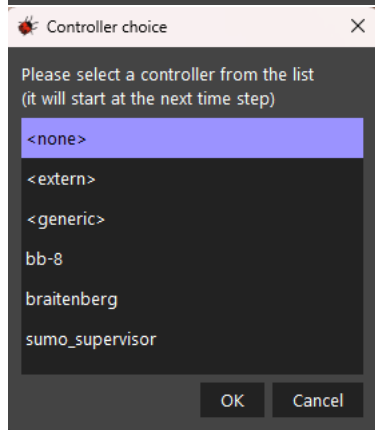 Controller choice
Please select a controller from the list
(it will start at the next time step)
<none>
<extern>
<generic>
bb-8
braitenberg
sumo_supervisor
OK Cancel